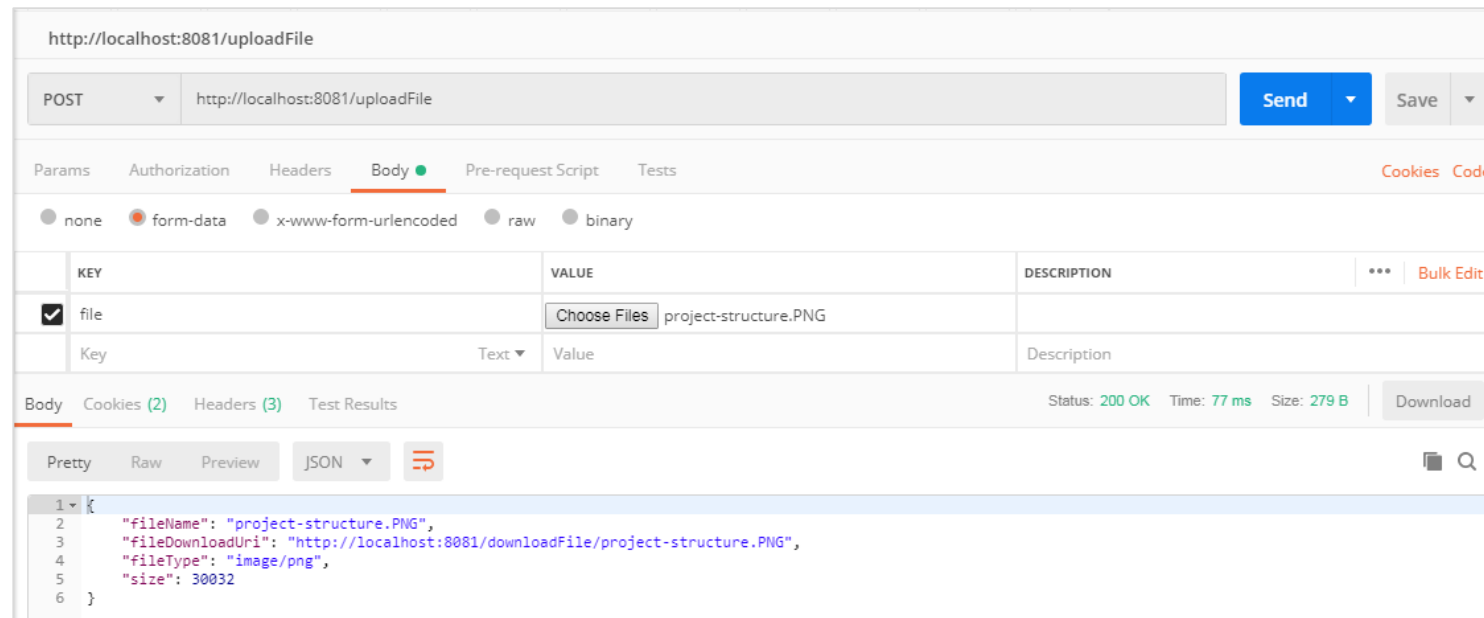 http://localhost:8081/uploadFile
POST http://localhost:8081/uploadFile Send Save
Params Authorization Headers Body Pre-request Script Tests Cookies Code
none form-data x-www-form-urlencoded raw binary
KEY VALUE DESCRIPTION ••• Bulk Edit
file Choose Files project-structure.PNG
Key Text Value Description
Body Cookies (2) Headers (3) Test Results Status: 200 OK Time: 77 ms Size: 279 B Download
Pretty Raw Preview JSON
1 {
2 "fileName": "project-structure.PNG",
3 "fileDownloadUri": "http://localhost:8081/downloadFile/project-structure.PNG",
4 "fileType": "image/png",
5 "size": 30032
6 }